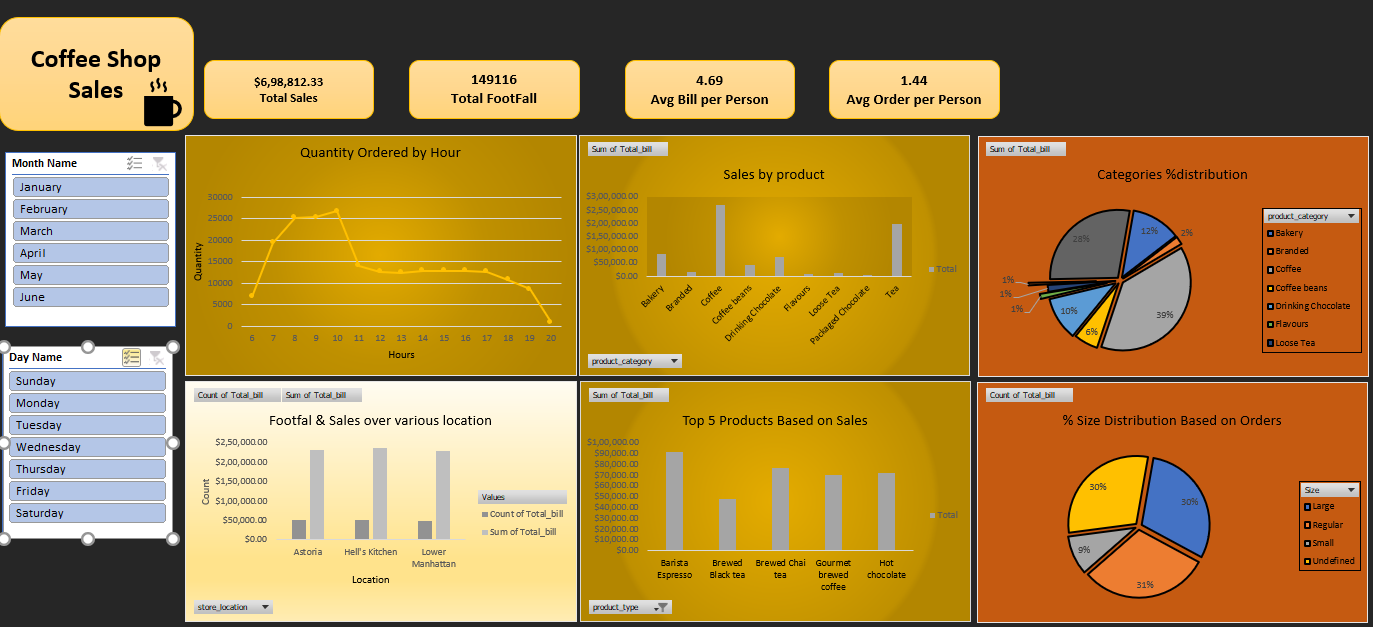 Coffee Shop
Sales
$6,98,812.33
Total Sales
149116
Total FootFall
4.69
Avg Bill per Person
1.44
Avg Order per Person
Month Name
January
February
March
April
May
June
Day Name
Sunday
Monday
Tuesday
Wednesday
Thursday
Friday
Saturday
Quantity Ordered by Hour
Quantity
30000
25000
20000
15000
10000
5000
0
6 7 8 9 10 11 12 13 14 15 16 17 18 19 20
Hours
Sum of Total_bill
Sales by product
$3,00,000.00
$2,50,000.00
$2,00,000.00
$1,50,000.00
$1,00,000.00
$50,000.00
$0.00
Bakery
Branded
Coffee
Coffee beans
Drinking Chocolate
Flavours
Loose Tea
Packaged Chocolate
Tea
Total
product_category
Sum of Total_bill
Categories %distribution
28%
12%
2%
39%
6%
10%
1%
1%
1%
product_category
Bakery
Branded
Coffee
Coffee beans
Drinking Chocolate
Flavours
Loose Tea
Count of Total_bill Sum of Total_bill
Footfal & Sales over various location
Count
$2,50,000.00
$2,00,000.00
$1,50,000.00
$1,00,000.00
$50,000.00
$0.00
Astoria
Hell's Kitchen
Lower
Manhattan
Location
Values
Count of Total_bill
Sum of Total_bill
store_location
Sum of Total_bill
Top 5 Products Based on Sales
$1,00,000.00
$90,000.00
$80,000.00
$70,000.00
$60,000.00
$50,000.00
$40,000.00
$30,000.00
$20,000.00
$10,000.00
$0.00
Barista
Espresso
Brewed
Black tea
Brewed Chai
tea
Gourmet
brewed
coffee
Hot
chocolate
Total
product_type
Count of Total_bill
% Size Distribution Based on Orders
30%
30%
9%
31%
Size
Large
Regular
Small
Undefined